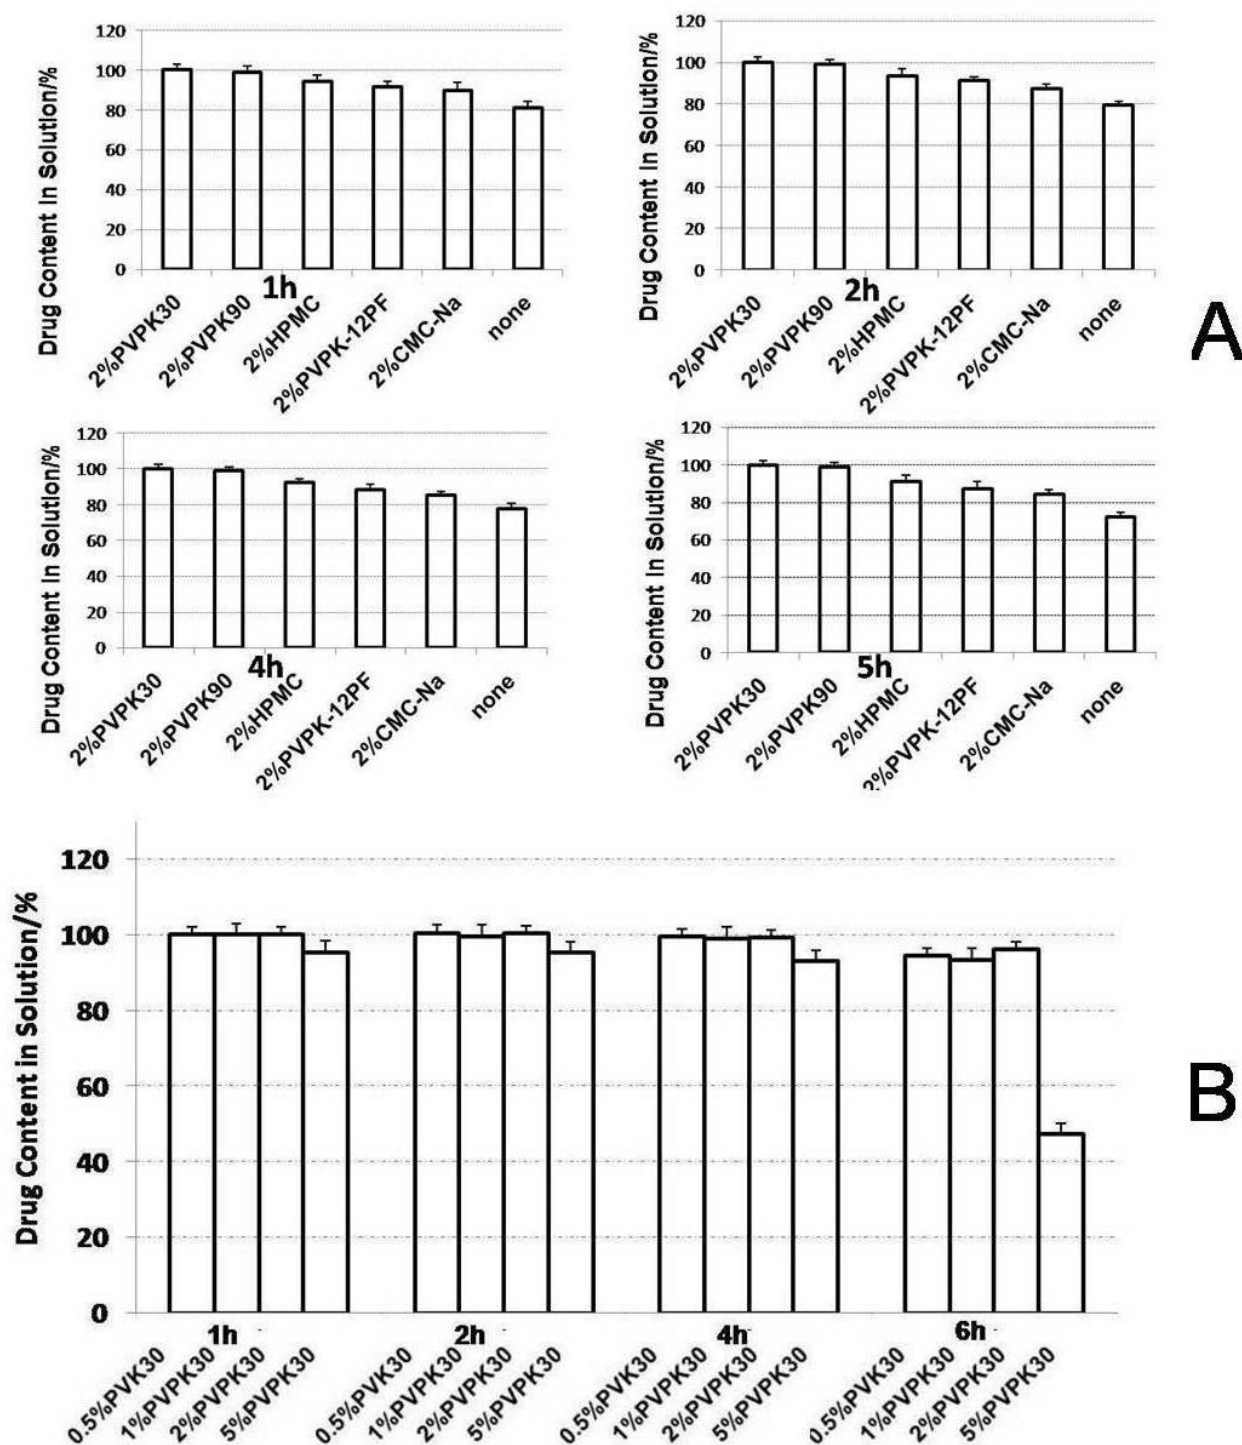 Drug Content In Solution/%
120
100
80
60
40
20
0
1h
2%PVPK30
2%PVPK90
2%HPMC
2%PVPK-12PF
2%CMC-Na
none
Drug Content In Solution/%
120
100
80
60
40
20
0
2h
2%PVPK30
2%PVPK90
2%HPMC
2%PVPK-12PF
2%CMC-Na
none
A
Drug Content In Solution/%
120
100
80
60
40
20
0
4h
2%PVPK30
2%PVPK90
2%HPMC
2%PVPK-12PF
2%CMC-Na
none
Drug Content In Solution/%
120
100
80
60
40
20
0
5h
2%PVPK30
2%PVPK90
2%HPMC
2%PVPK-12PF
2%CMC-Na
none
Drug Content in Solution/%
120
100
80
60
40
20
0
1h
2h
4h
6h
0.5%PVK30
1%PVPK30
2%PVPK30
5%PVPK30
0.5%PVK30
1%PVPK30
2%PVPK30
5%PVPK30
0.5%PVK30
1%PVPK30
2%PVPK30
5%PVPK30
0.5%PVK30
1%PVPK30
2%PVPK30
5%PVPK30
B